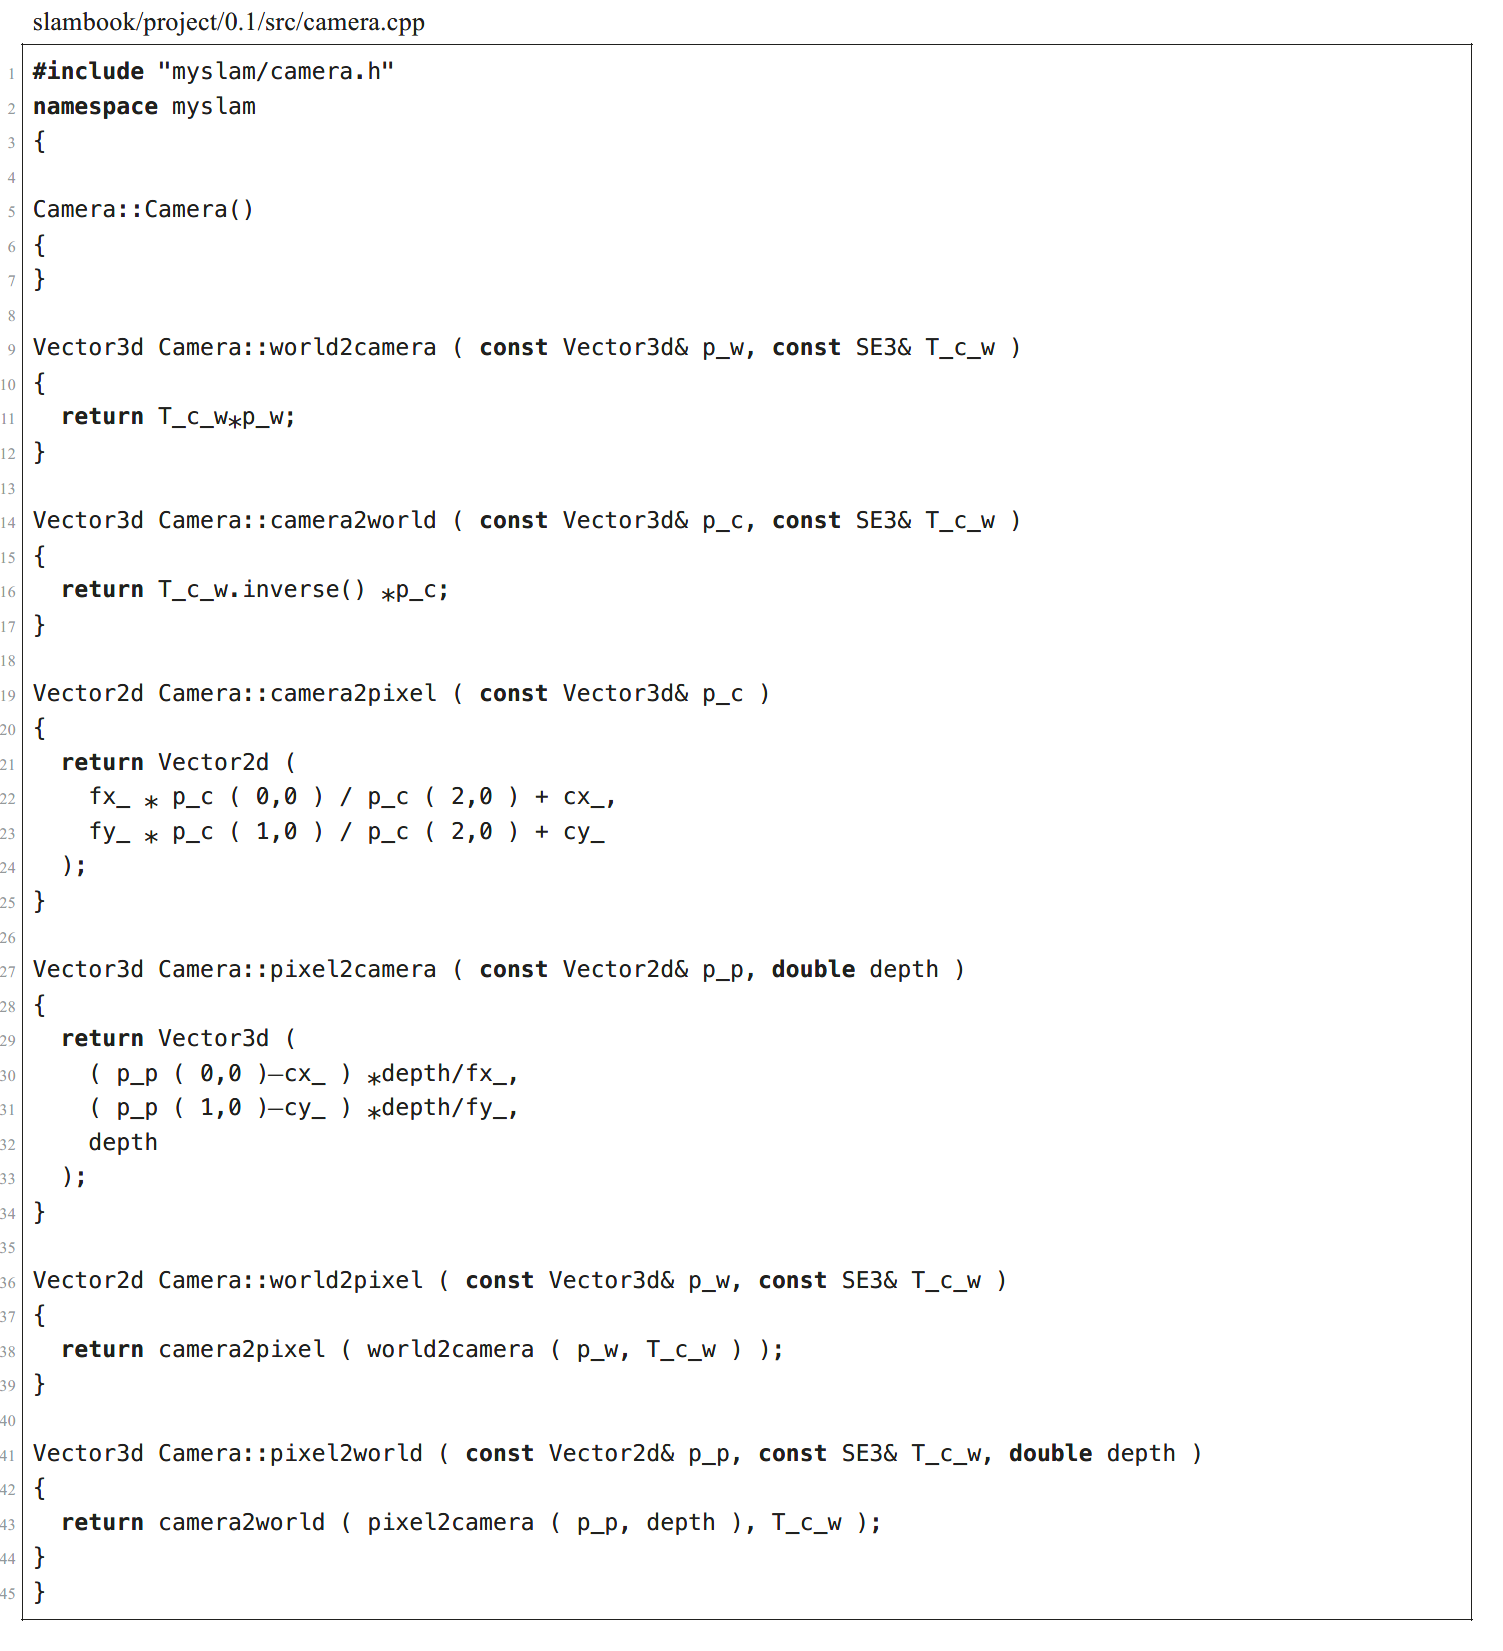 slambook/project/0.1/src/camera.cpp
1 #include "myslam/camera.h"
2 namespace myslam
3 {
4
5 Camera::Camera()
6 {
7 }
8
9 Vector3d Camera::world2camera ( const Vector3d& p_w, const SE3& T_c_w )
10 {
11   return T_c_w*p_w;
12 }
13
14 Vector3d Camera::camera2world ( const Vector3d& p_c, const SE3& T_c_w )
15 {
16   return T_c_w.inverse() *p_c;
17 }
18
19 Vector2d Camera::camera2pixel ( const Vector3d& p_c )
20 {
21   return Vector2d (
22     fx_ * p_c ( 0,0 ) / p_c ( 2,0 ) + cx_,
23     fy_ * p_c ( 1,0 ) / p_c ( 2,0 ) + cy_
24   );
25 }
26
27 Vector3d Camera::pixel2camera ( const Vector2d& p_p, double depth )
28 {
29   return Vector3d (
30     ( p_p ( 0,0 )–cx_ ) *depth/fx_,
31     ( p_p ( 1,0 )–cy_ ) *depth/fy_,
32     depth
33   );
34 }
35
36 Vector2d Camera::world2pixel ( const Vector3d& p_w, const SE3& T_c_w )
37 {
38   return camera2pixel ( world2camera ( p_w, T_c_w ) );
39 }
40
41 Vector3d Camera::pixel2world ( const Vector2d& p_p, const SE3& T_c_w, double depth )
42 {
43   return camera2world ( pixel2camera ( p_p, depth ), T_c_w );
44 }
45 }